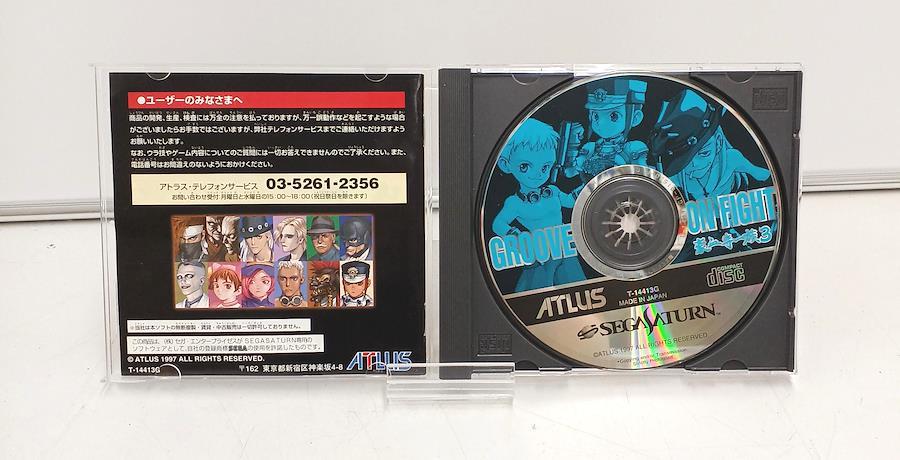 ●ユーザーのみなさまへ
商品の開発、生産、検査には万全の注意を払っておりますが、万一誤動作などを起こすような場合
がございましたらお手数ではございますが、弊社テレフォンサービスまでご連絡いただけますよう
お願いいたします。
なお、ウラ技やゲーム内容についてのご質問には一切お答えできませんのでご了承ください。また、
電話番号はお間違えのないようにおかけください。
アトラス・テレフォンサービス 03-5261-2356
お問い合わせ受付:月曜日と水曜日の15:00~18:00(祝日祭日を除きます)
※当社は本ソフトの無断複製・賃貸・中古販売は一切許可しておりません。
この商品は、(株)セガ・エンタープライゼスがSEGASATURN専用の
ソフトウェアとして、自社の登録商標SEGAの使用を許諾したものです。
© ATLUS 1997 ALL RIGHTS RESERVED.
T-14413G
〒162 東京都新宿区神楽坂4-8
ATLUS
GROOVE ON FIGHT
豪血寺一族3
COMPACT
disc
T-14413G
MADE IN JAPAN
ATLUS
SEGASATURN™
©ATLUS 1997 ALL RIGHTS RESERVED